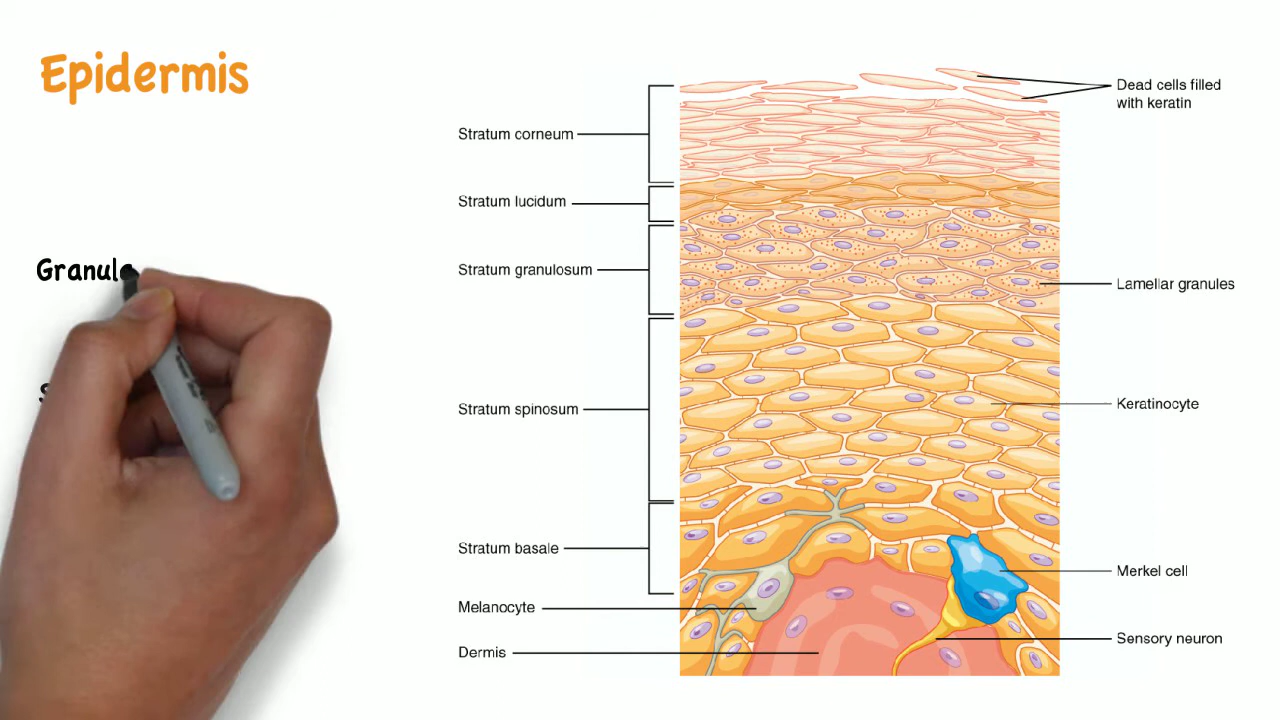 Epidermis
Granulo
Stratum corneum
Stratum lucidum
Stratum granulosum
Stratum spinosum
Stratum basale
Melanocyte
Dermis
Dead cells filled
with keratin
Lamellar granules
Keratinocyte
Merkel cell
Sensory neuron